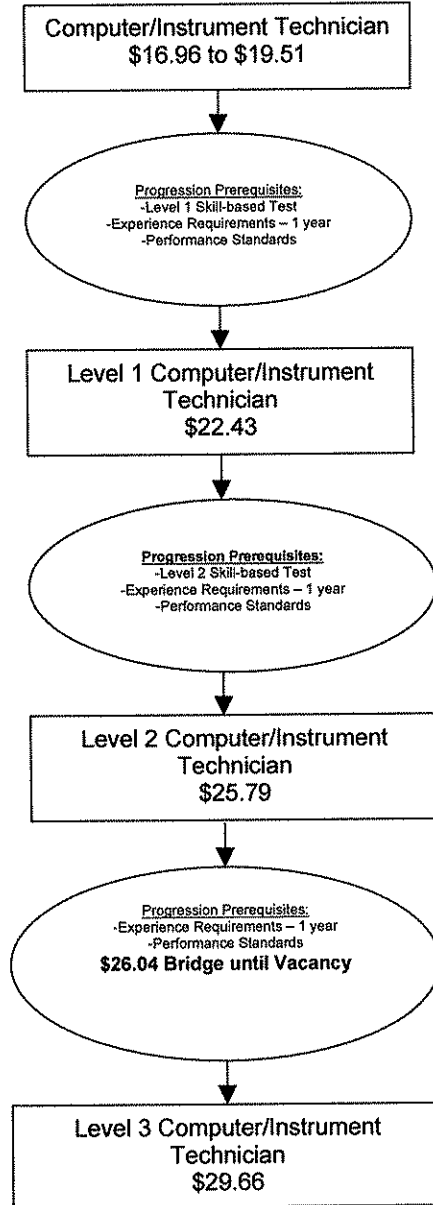 Computer/Instrument Technician
$16.96 to $19.51
Progression Prerequisites:
-Level 1 Skill-based Test
-Experience Requirements – 1 year
-Performance Standards
Level 1 Computer/Instrument
Technician
$22.43
Progression Prerequisites:
-Level 2 Skill-based Test
-Experience Requirements – 1 year
-Performance Standards
Level 2 Computer/Instrument
Technician
$25.79
Progression Prerequisites:
-Experience Requirements – 1 year
-Performance Standards
$26.04 Bridge until Vacancy
Level 3 Computer/Instrument
Technician
$29.66